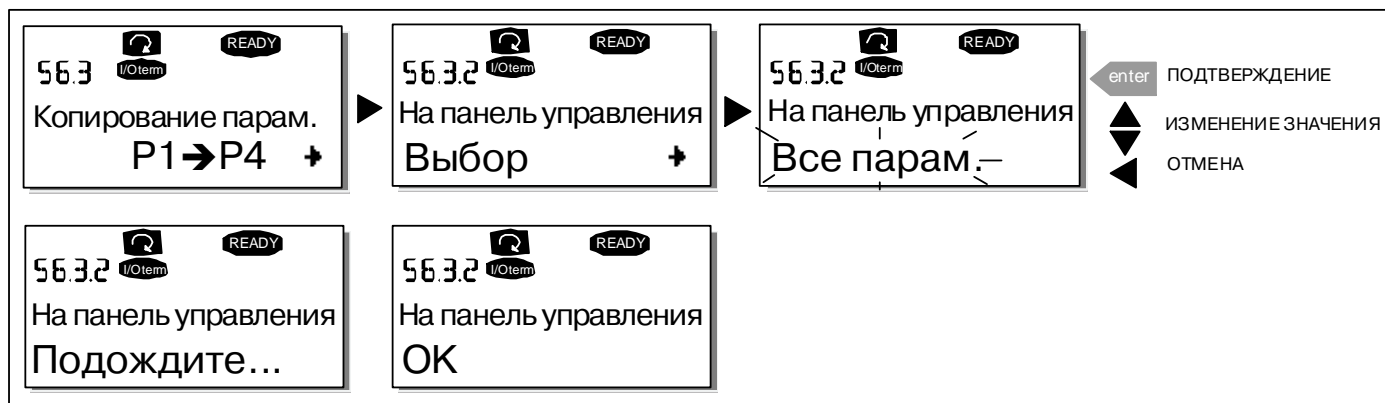 READY
S6.3 I/Oterm
Копирование парам.
P1➔P4
READY
S6.3.2 I/Oterm
На панель управления
Выбор
READY
S6.3.2 I/Oterm
На панель управления
Все парам.
enter ПОДТВЕРЖДЕНИЕ
ИЗМЕНЕНИЕ ЗНАЧЕНИЯ
ОТМЕНА
READY
S6.3.2 I/Oterm
На панель управления
Подождите...
READY
S6.3.2 I/Oterm
На панель управления
OK